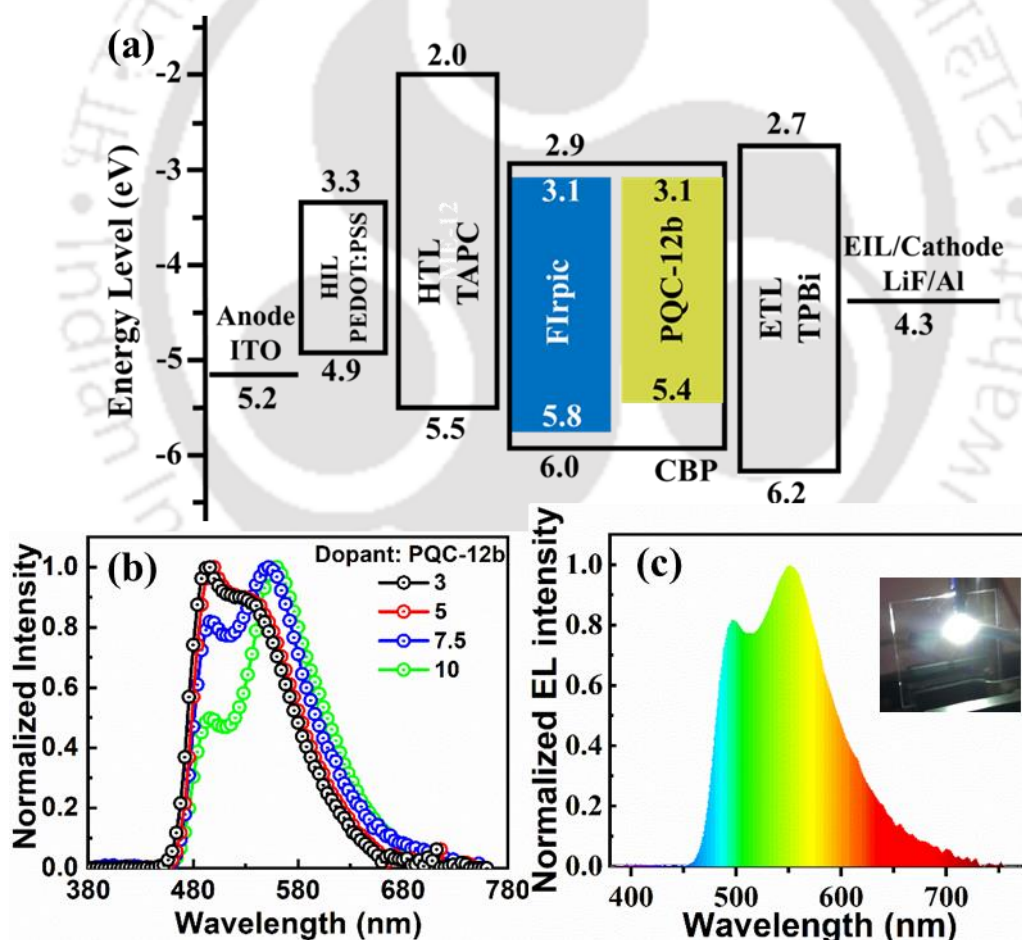 (a)
Energy Level (eV)
-2
-3
-4
-5
-6
Anode
ITO
5.2
3.3
HIL
PEDOT:PSS
4.9
2.0
HTL
TAPC
5.5
2.9
3.1
FIrpic
5.8
3.1
PQC-12b
5.4
6.0
CBP
2.7
ETL
TPBi
6.2
EIL/Cathode
LiF/Al
4.3
(b)
Normalized Intensity
1.0
0.8
0.6
0.4
0.2
0.0
Dopant: PQC-12b
3
5
7.5
10
380 480 580 680 780
Wavelength (nm)
(c)
Normalized EL intensity
1.0
0.8
0.6
0.4
0.2
0.0
400 500 600 700
Wavelength (nm)